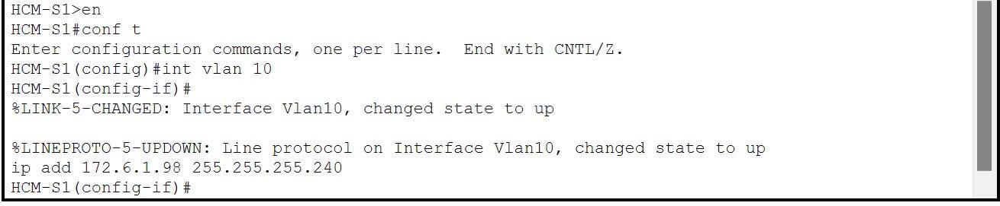 HCM-S1>en
HCM-S1#conf t
Enter configuration commands, one per line.  End with CNTL/Z.
HCM-S1(config)#int vlan 10
HCM-S1(config-if)#
%LINK-5-CHANGED: Interface Vlan10, changed state to up

%LINEPROTO-5-UPDOWN: Line protocol on Interface Vlan10, changed state to up
ip add 172.6.1.98 255.255.255.240
HCM-S1(config-if)#